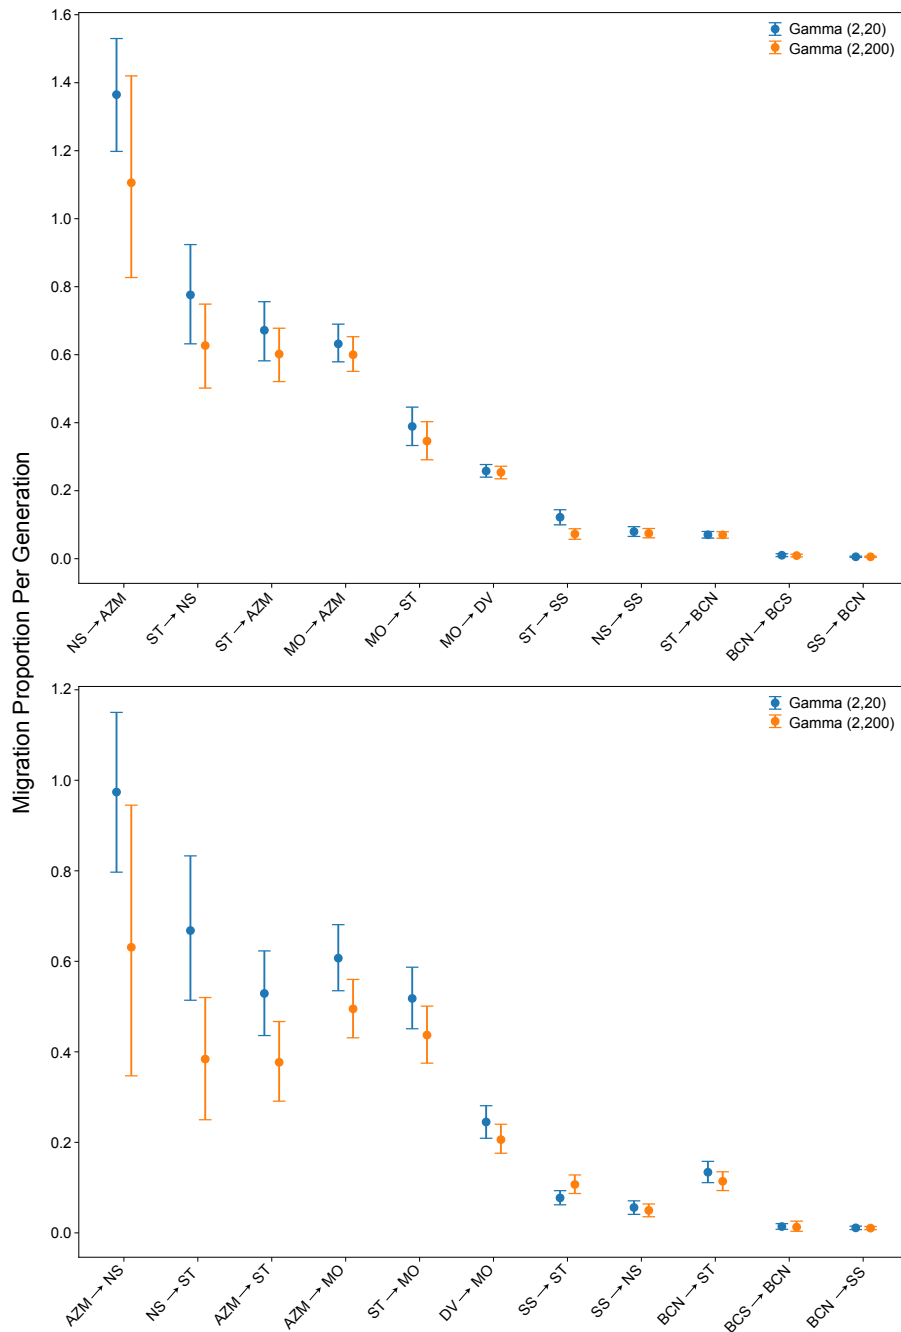 Migration Proportion Per Generation
1.6
1.4
1.2
1.0
0.8
0.6
0.4
0.2
0.0
Gamma (2,20)
Gamma (2,200)
NS → AZM
ST → NS
ST → AZM
MO → AZM
MO → ST
MO → DV
ST → SS
NS → SS
ST → BCN
BCN → BCS
SS → BCN
1.2
1.0
0.8
0.6
0.4
0.2
0.0
Gamma (2,20)
Gamma (2,200)
AZM → NS
NS → ST
AZM → ST
AZM → MO
ST → MO
DV → MO
SS → ST
SS → NS
BCN → ST
BCS → BCN
BCN → SS